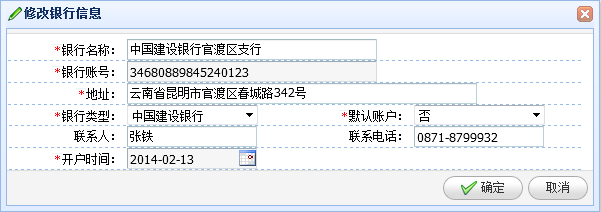 修改银行信息
*银行名称： 中国建设银行官渡区支行
*银行账号： 34680889845240123
*地址： 云南省昆明市官渡区春城路342号
*银行类型： 中国建设银行 *默认账户： 否
联系人： 张铁 联系电话： 0871-8799932
*开户时间： 2014-02-13
确定 取消